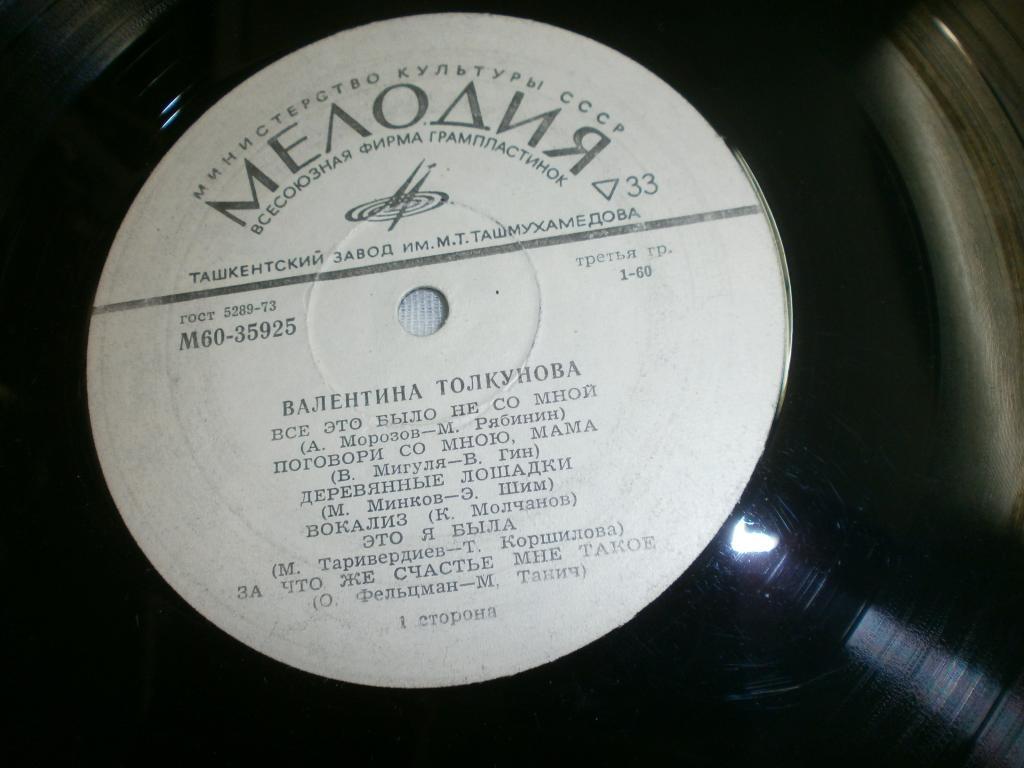 МИНИСТЕРСТВО КУЛЬТУРЫ СССР
МЕЛОДИЯ
ВСЕСОЮЗНАЯ ФИРМА ГРАМПЛАСТИНОК
33
ТАШКЕНТСКИЙ ЗАВОД ИМ. М.Т. ТАШМУХАМЕДОВА
гост 5289-73
М60-35925
третья гр.
1-60
ВАЛЕНТИНА ТОЛКУНОВА
ВСЕ ЭТО БЫЛО НЕ СО МНОЙ
(А. Морозов—М. Рябинин)
ПОГОВОРИ СО МНОЮ, МАМА
(В. Мигуля—В. Гин)
ДЕРЕВЯННЫЕ ЛОШАДКИ
(М. Минков—Э. Шим)
ВОКАЛИЗ (К. Молчанов)
ЭТО Я БЫЛА
(М. Таривердиев—Т. Коршилова)
ЗА ЧТО ЖЕ СЧАСТЬЕ МНЕ ТАКОЕ
(О. Фельцман—М. Танич)
1 сторона